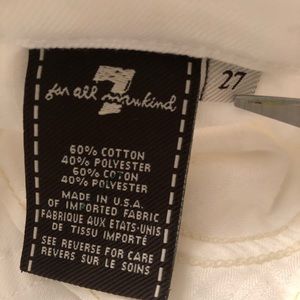 7
for all mankind
27
60% COTTON
40% POLYESTER
60% COTON
40% POLYESTER
MADE IN U.S.A.
OF IMPORTED FABRIC
FABRIQUE AUX ETATS-UNIS
DE TISSU IMPORTÉ
SEE REVERSE FOR CARE
REVERS SUR LE SOINS